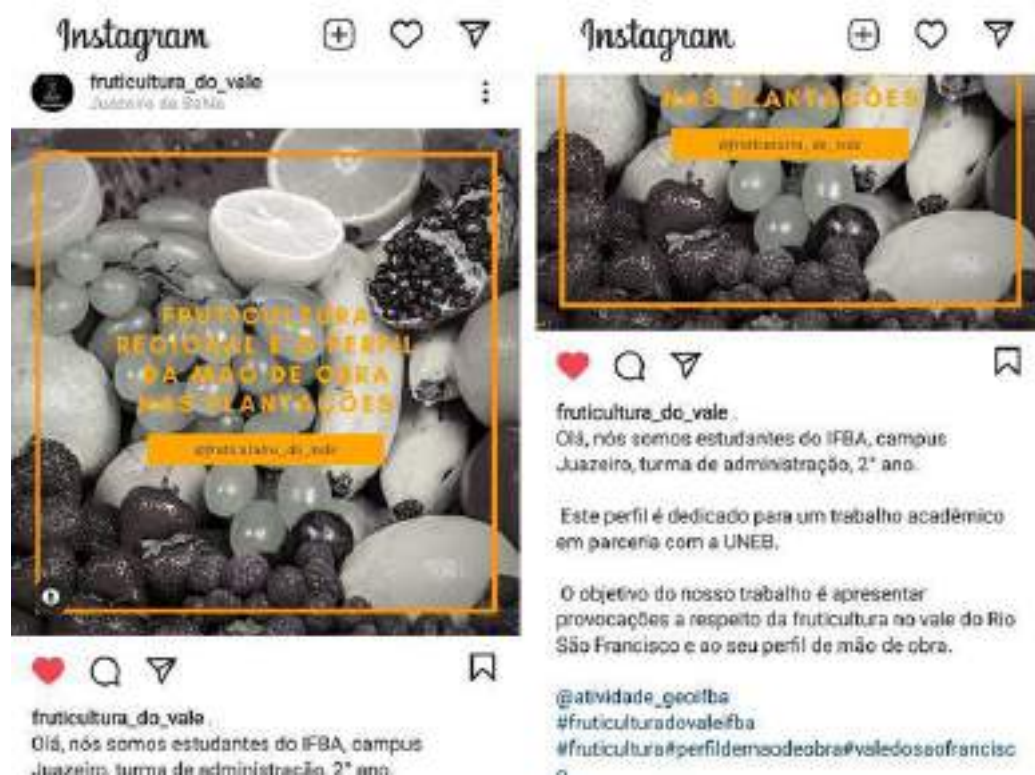 Instagram
fruticultura_do_vale
Juazeiro da Bahia
FRUTICULTURA
REGIONAL E O PERFIL
DA MÃO DE OBRA
NAS PLANTAÇÕES
@fruticultura_do_vale
fruticultura_do_vale
Olá, nós somos estudantes do IFBA, campus
Juazeiro, turma de administração, 2° ano.
Instagram
NAS PLANTAÇÕES
@fruticultura_do_vale
fruticultura_do_vale .
Olá, nós somos estudantes do IFBA, campus
Juazeiro, turma de administração, 2° ano.
Este perfil é dedicado para um trabalho acadêmico
em parceria com a UNEB.
O objetivo do nosso trabalho é apresentar
provocações a respeito da fruticultura no vale do Rio
São Francisco e ao seu perfil de mão de obra.
@atividade_geoifba
#fruticulturadovaleifba
#fruticultura#perfildemaodeobra#valedosaofrancisc
o